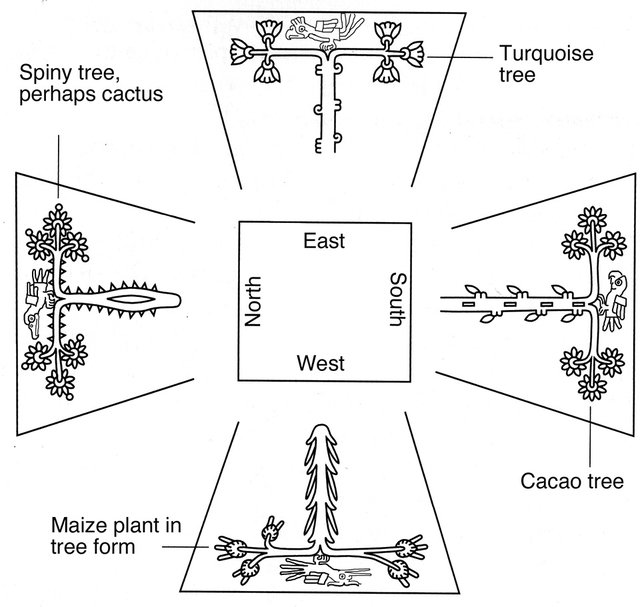 Turquoise
tree
Spiny tree,
perhaps cactus
East
North
South
West
Cacao tree
Maize plant in
tree form